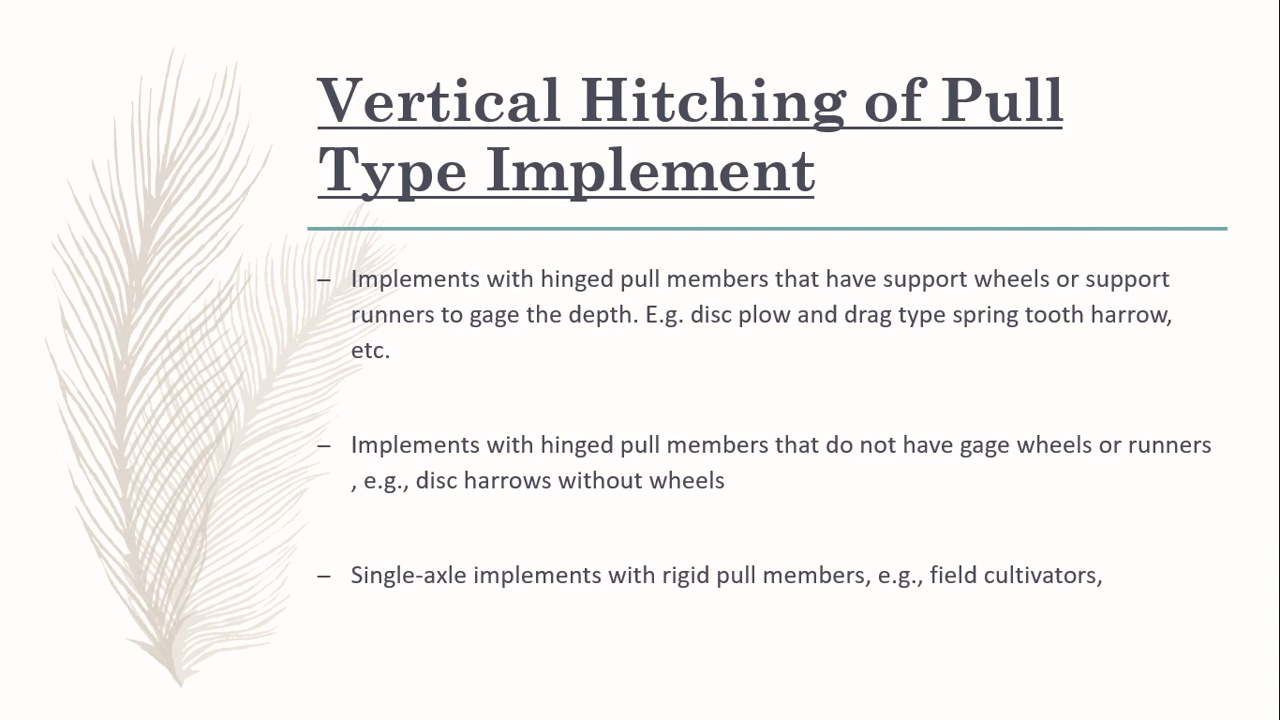 Vertical Hitching of Pull
Type Implement
– Implements with hinged pull members that have support wheels or support
runners to gage the depth. E.g. disc plow and drag type spring tooth harrow,
etc.
– Implements with hinged pull members that do not have gage wheels or runners
, e.g., disc harrows without wheels
– Single-axle implements with rigid pull members, e.g., field cultivators,